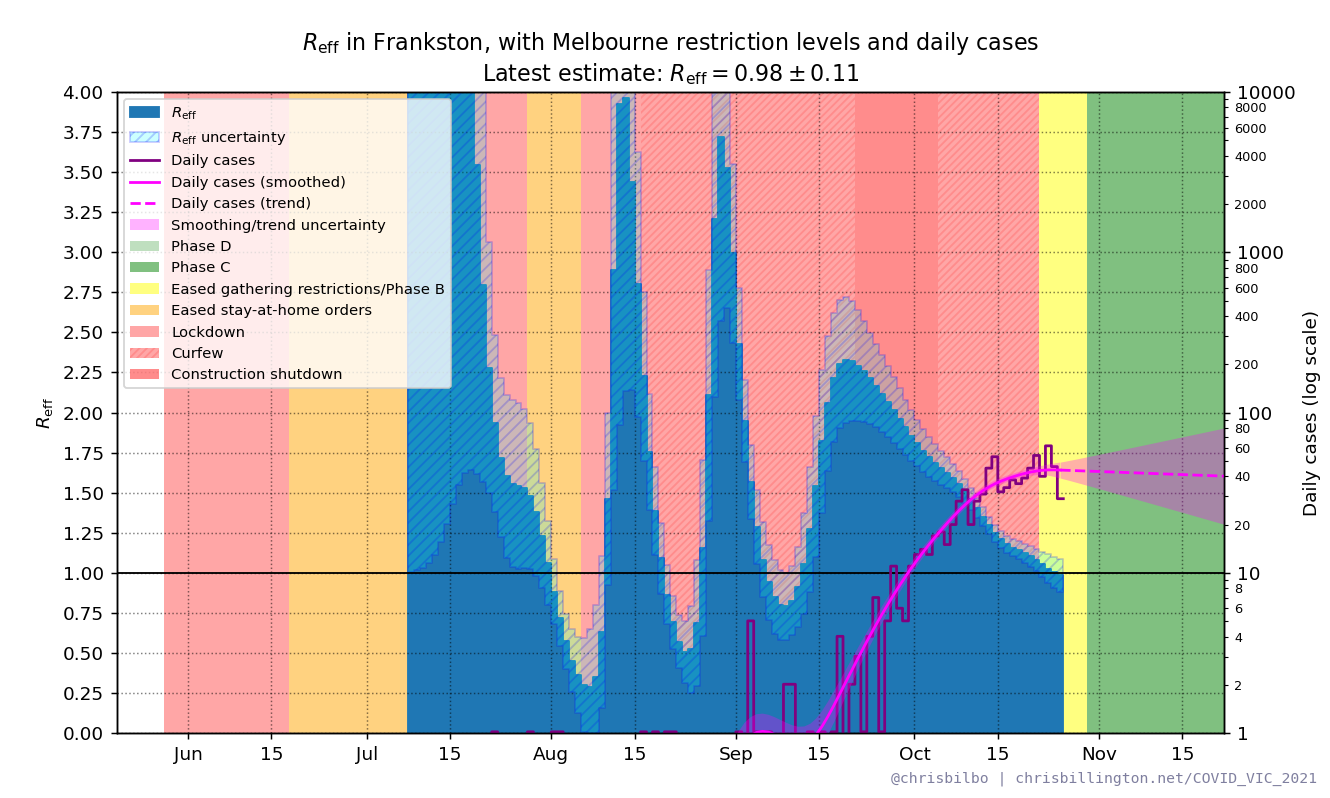 R_eff in Frankston, with Melbourne restriction levels and daily cases
Latest estimate: R_eff = 0.98 ± 0.11
R_eff
R_eff uncertainty
Daily cases
Daily cases (smoothed)
Daily cases (trend)
Smoothing/trend uncertainty
Phase D
Phase C
Eased gathering restrictions/Phase B
Eased stay-at-home orders
Lockdown
Curfew
Construction shutdown
R_eff
4.00
3.75
3.50
3.25
3.00
2.75
2.50
2.25
2.00
1.75
1.50
1.25
1.00
0.75
0.50
0.25
0.00
10000
8000
6000
4000
2000
1000
800
600
400
200
100
80
60
40
20
10
8
6
4
2
1
Daily cases (log scale)
Jun 15 Jul 15 Aug 15 Sep 15 Oct 15 Nov 15
@chrisbilbo | chrisbillington.net/COVID_VIC_2021